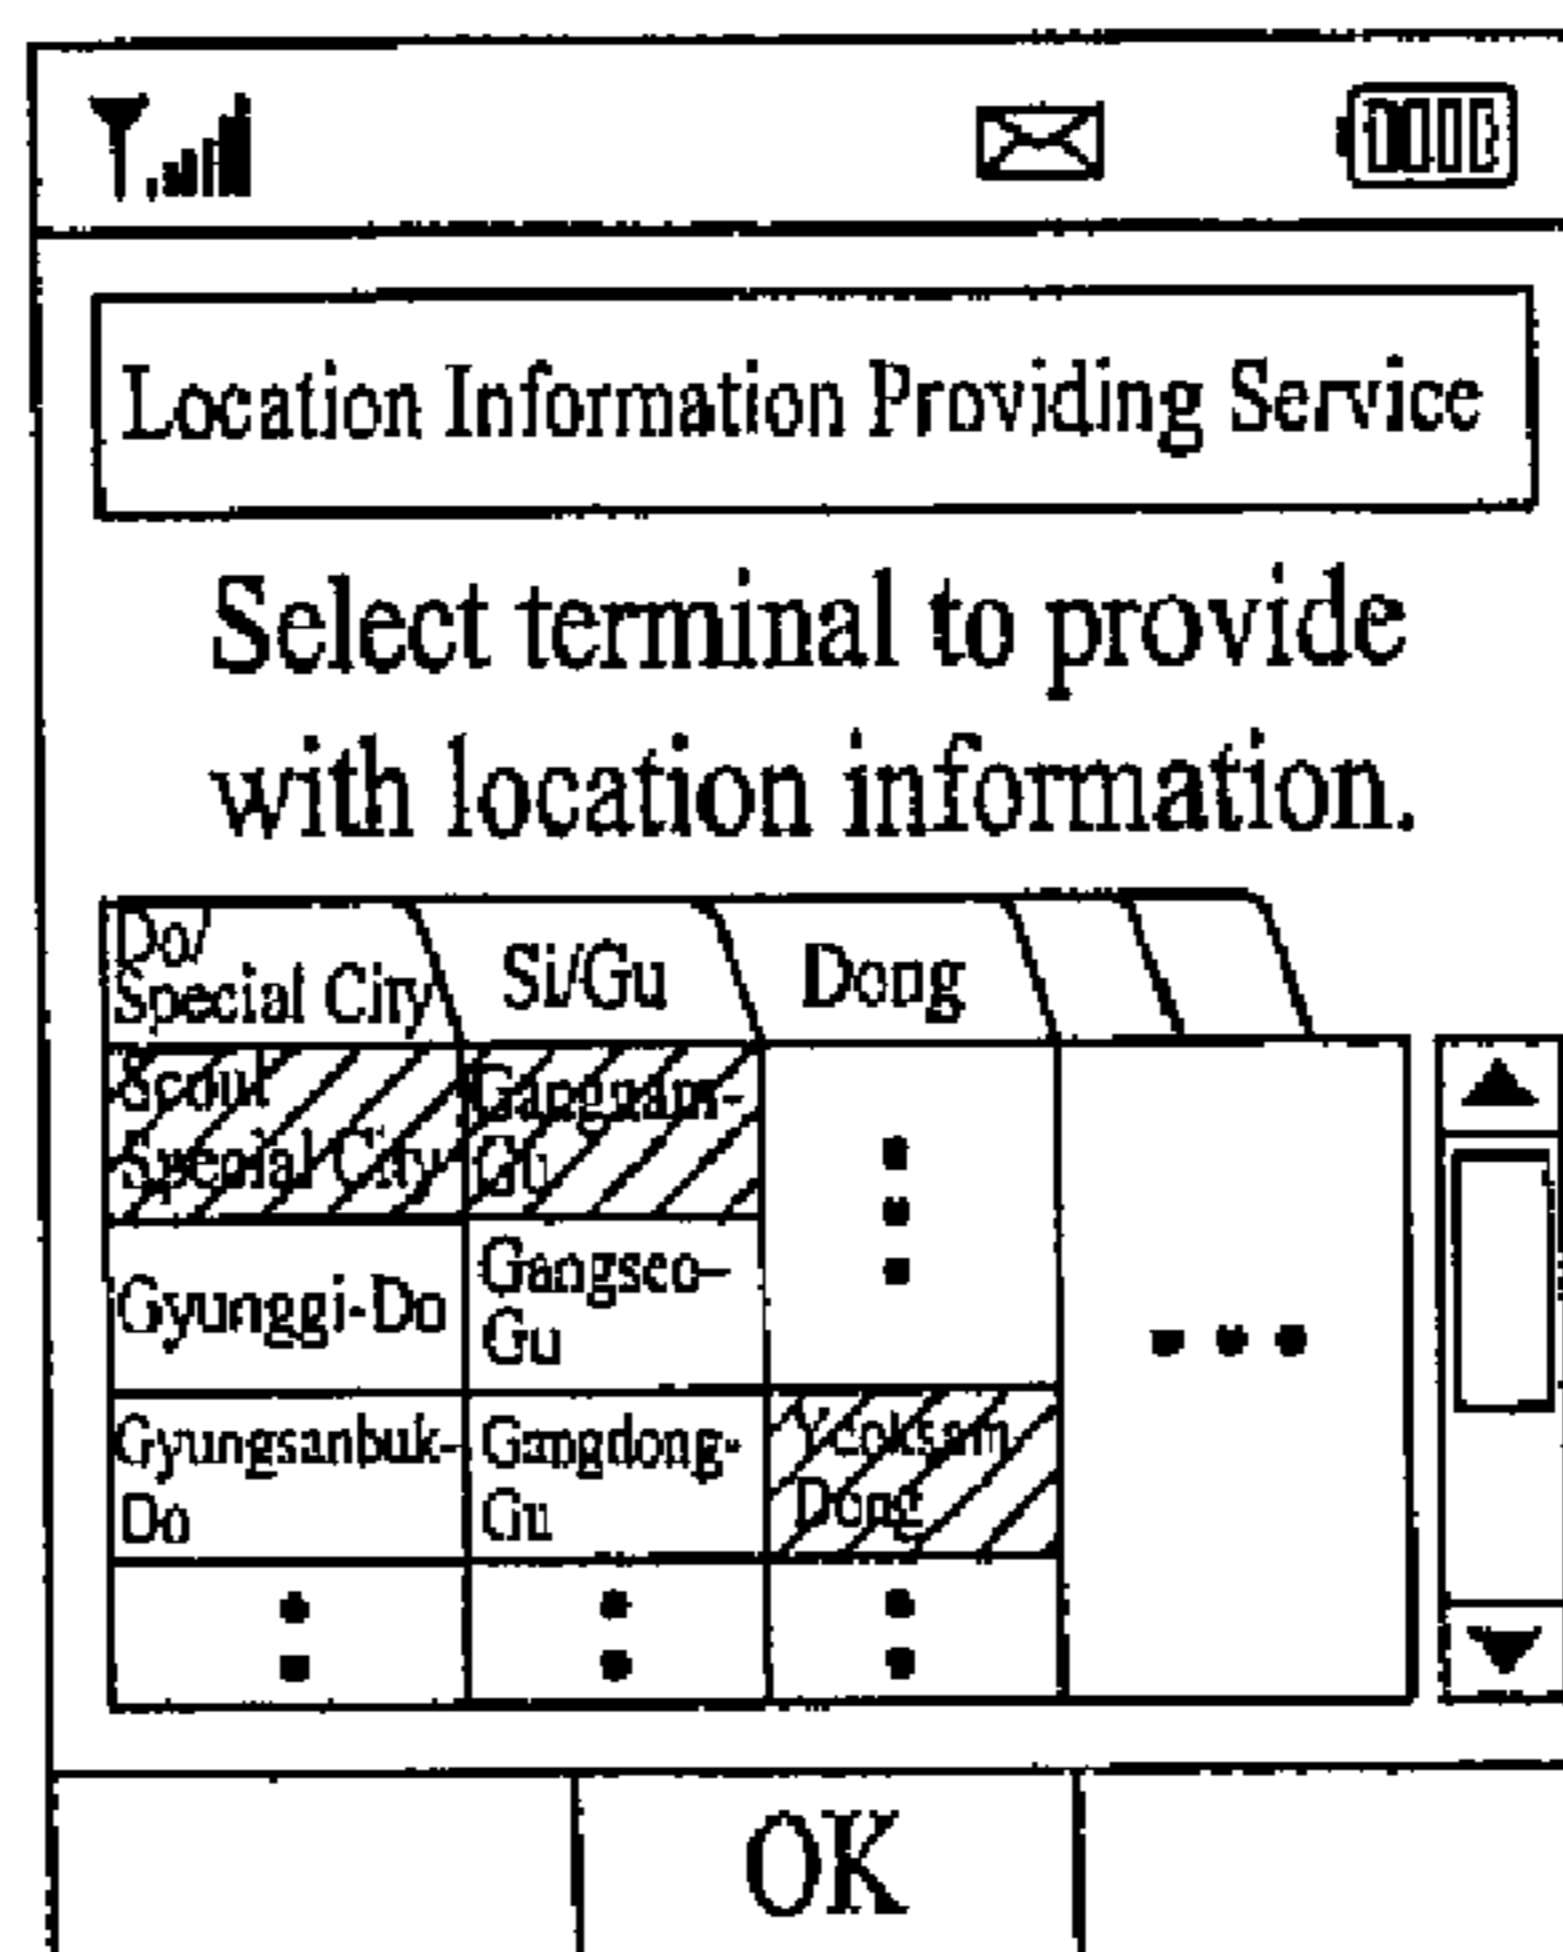 Location Information Providing Service
Select terminal to provide
with location information.
Do/
Special City
Si/Gu
Dong
Seoul
Special City
Gangnam-
Gu
Gyunggi-Do
Gangseo-
Gu
Gyungsanbuk-
Do
Gangdong-
Gu
Yeoksam
Dong
OK